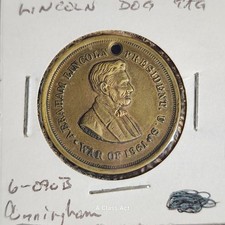 LINCOLN DOG TAG
ABRAHAM LINCOLN PRESIDENT U.S.
WAR OF 1861
6-090B
Cunningham